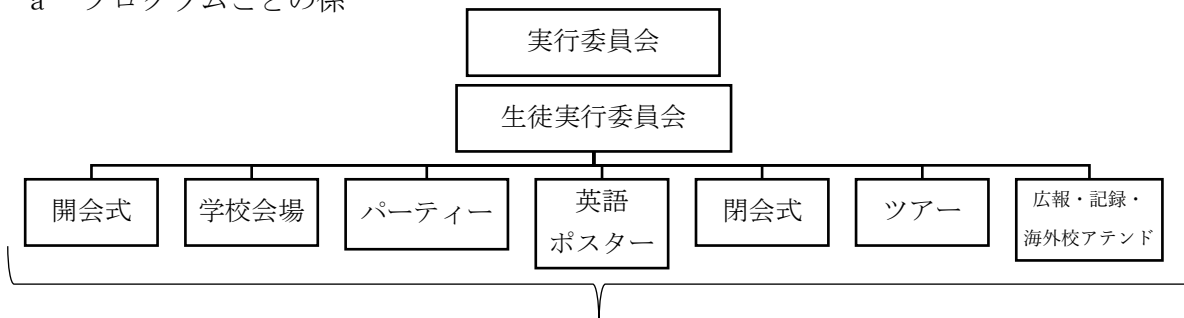 a プログラムごとの係
実行委員会
生徒実行委員会
開会式
学校会場
パーティー
英語
ポスター
閉会式
ツアー
広報・記録・
海外校アテンド